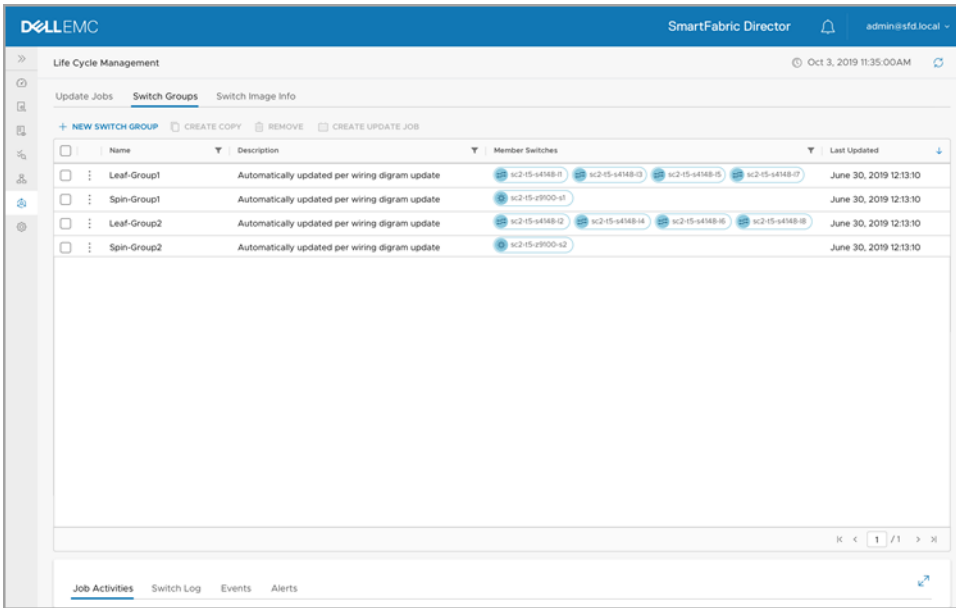 DELLEMC SmartFabric Director admin@sfd.local
Life Cycle Management Oct 3, 2019 11:35:00AM
Update Jobs Switch Groups Switch Image Info
+ NEW SWITCH GROUP CREATE COPY REMOVE CREATE UPDATE JOB
Name Description Member Switches Last Updated
Leaf-Group1 Automatically updated per wiring digram update sc2-t5-s4148-l1 sc2-t5-s4148-l3 sc2-t5-s4148-l5 sc2-t5-s4148-l7 June 30, 2019 12:13:10
Spin-Group1 Automatically updated per wiring digram update sc2-t5-z9100-s1 June 30, 2019 12:13:10
Leaf-Group2 Automatically updated per wiring digram update sc2-t5-s4148-l2 sc2-t5-s4148-l4 sc2-t5-s4148-l6 sc2-t5-s4148-l8 June 30, 2019 12:13:10
Spin-Group2 Automatically updated per wiring digram update sc2-t5-z9100-s2 June 30, 2019 12:13:10
1 / 1
Job Activities Switch Log Events Alerts